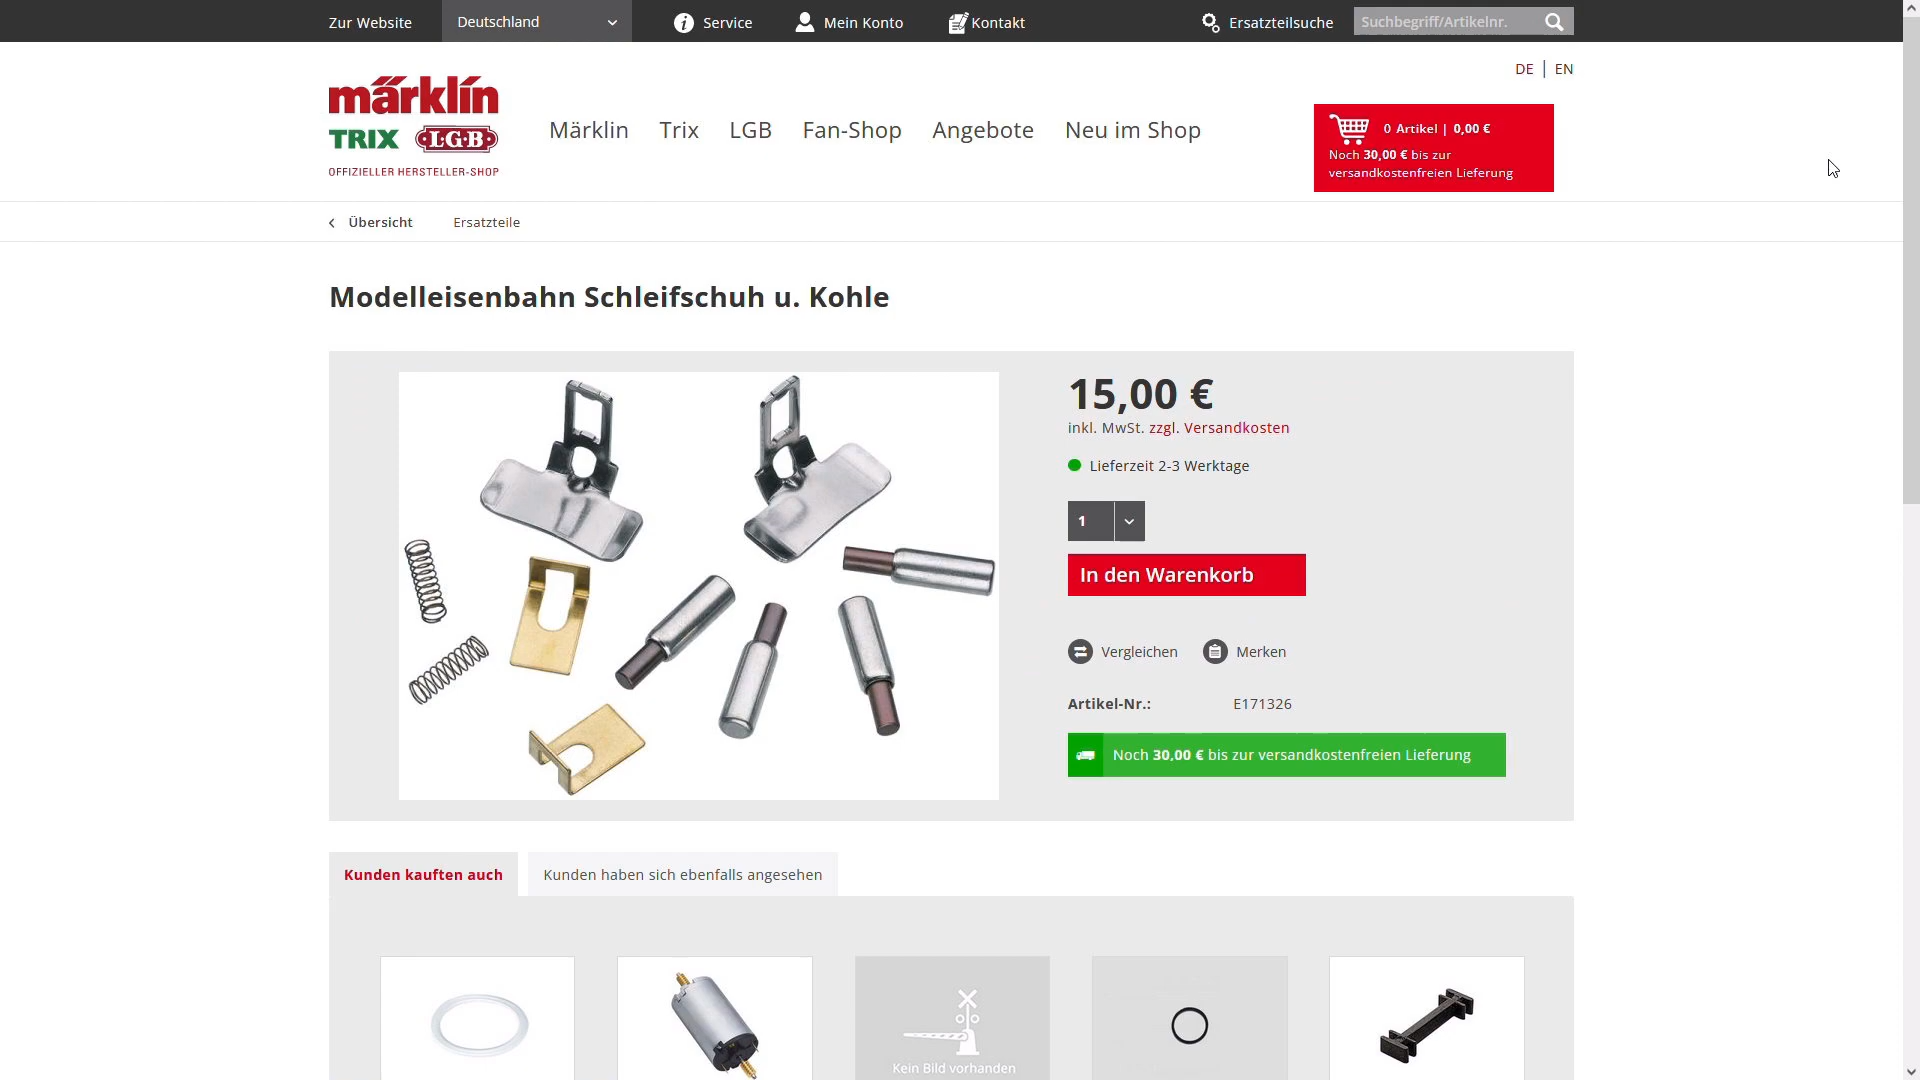 Zur Website
Deutschland
Service
Mein Konto
Kontakt
Ersatzteilsuche
Suchbegriff/Artikelnr.
DE | EN
märklin
TRIX
L·G·B
OFFIZIELLER HERSTELLER-SHOP
Märklin
Trix
LGB
Fan-Shop
Angebote
Neu im Shop
0 Artikel | 0,00 €
Noch 30,00 € bis zur
versandkostenfreien Lieferung
Übersicht
Ersatzteile
Modelleisenbahn Schleifschuh u. Kohle
15,00 €
inkl. MwSt. zzgl. Versandkosten
Lieferzeit 2-3 Werktage
1
In den Warenkorb
Vergleichen
Merken
Artikel-Nr.: E171326
Noch 30,00 € bis zur versandkostenfreien Lieferung
Kunden kauften auch
Kunden haben sich ebenfalls angesehen
Kein Bild vorhanden